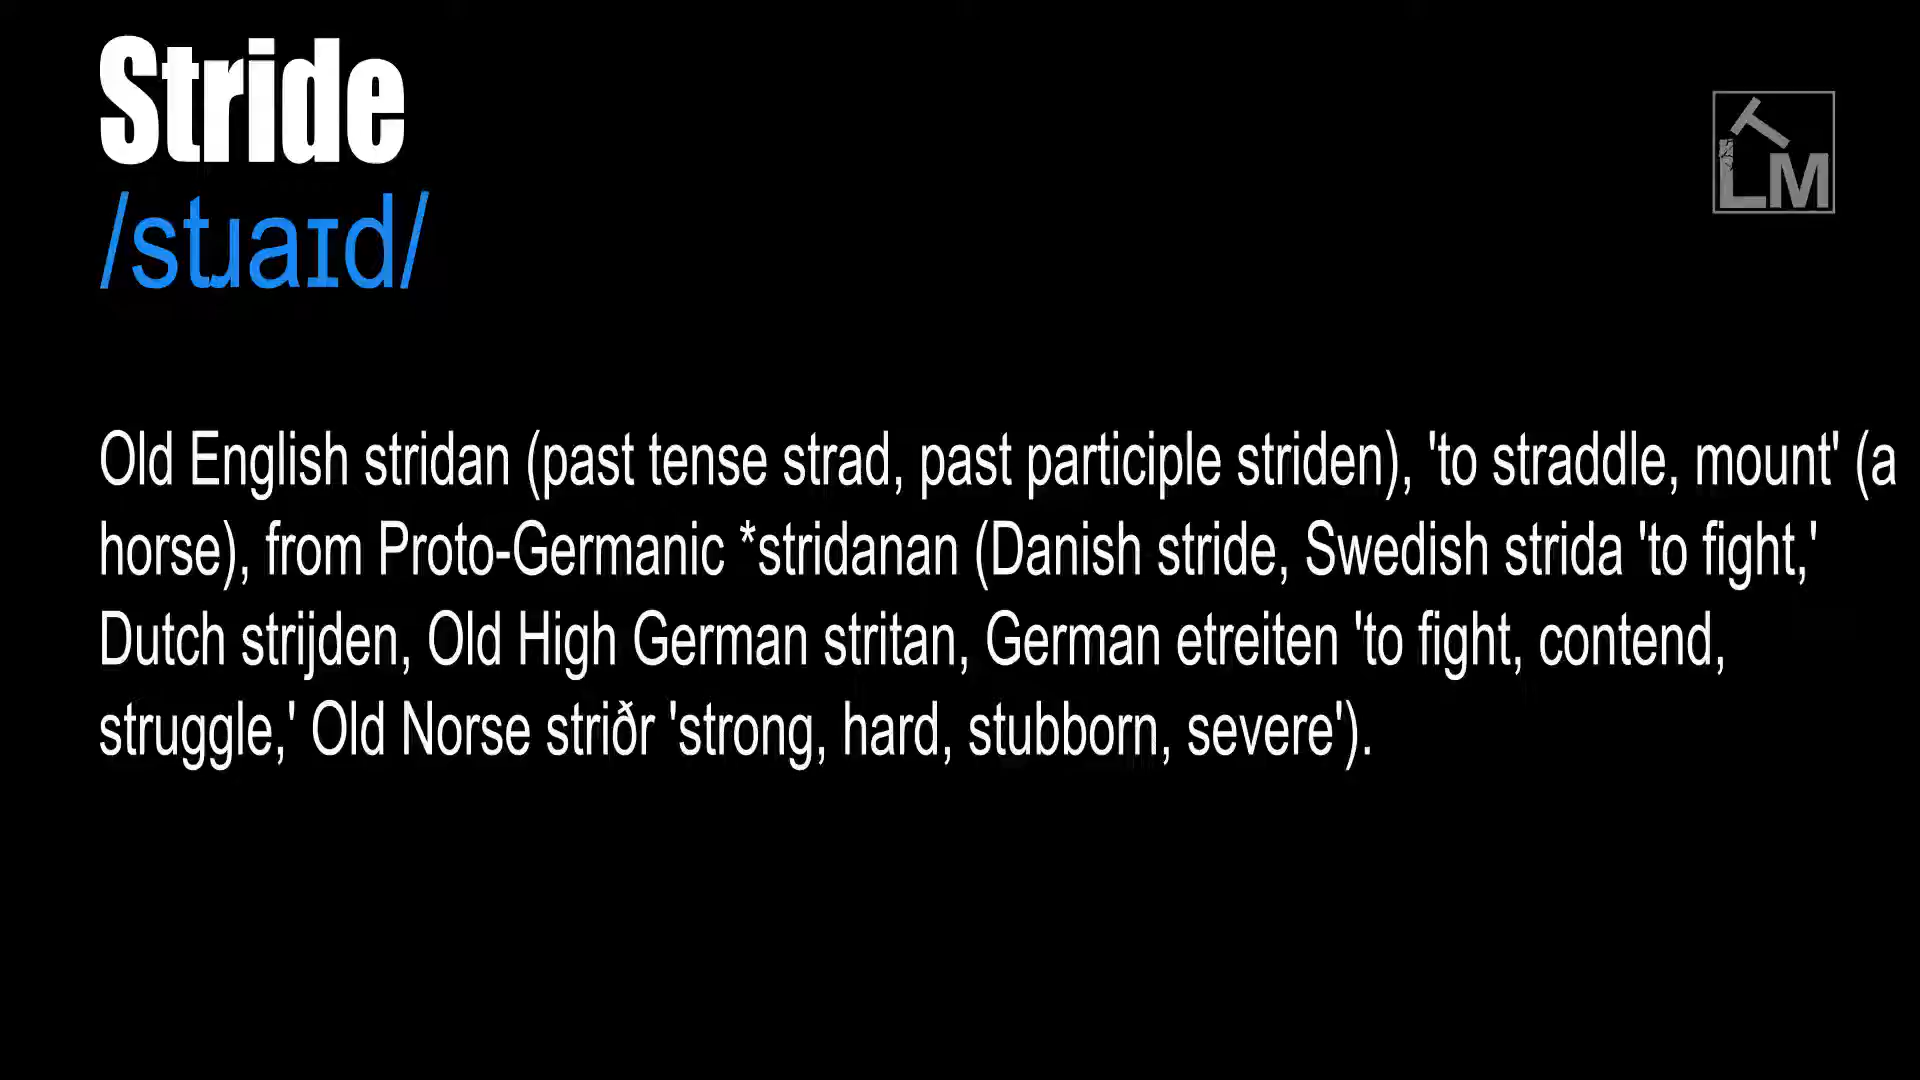 Stride
/stɹaɪd/
TLM
Old English stridan (past tense strad, past participle striden), 'to straddle, mount' (a
horse), from Proto-Germanic *stridanan (Danish stride, Swedish strida 'to fight,'
Dutch strijden, Old High German stritan, German etreiten 'to fight, contend,
struggle,' Old Norse striðr 'strong, hard, stubborn, severe').